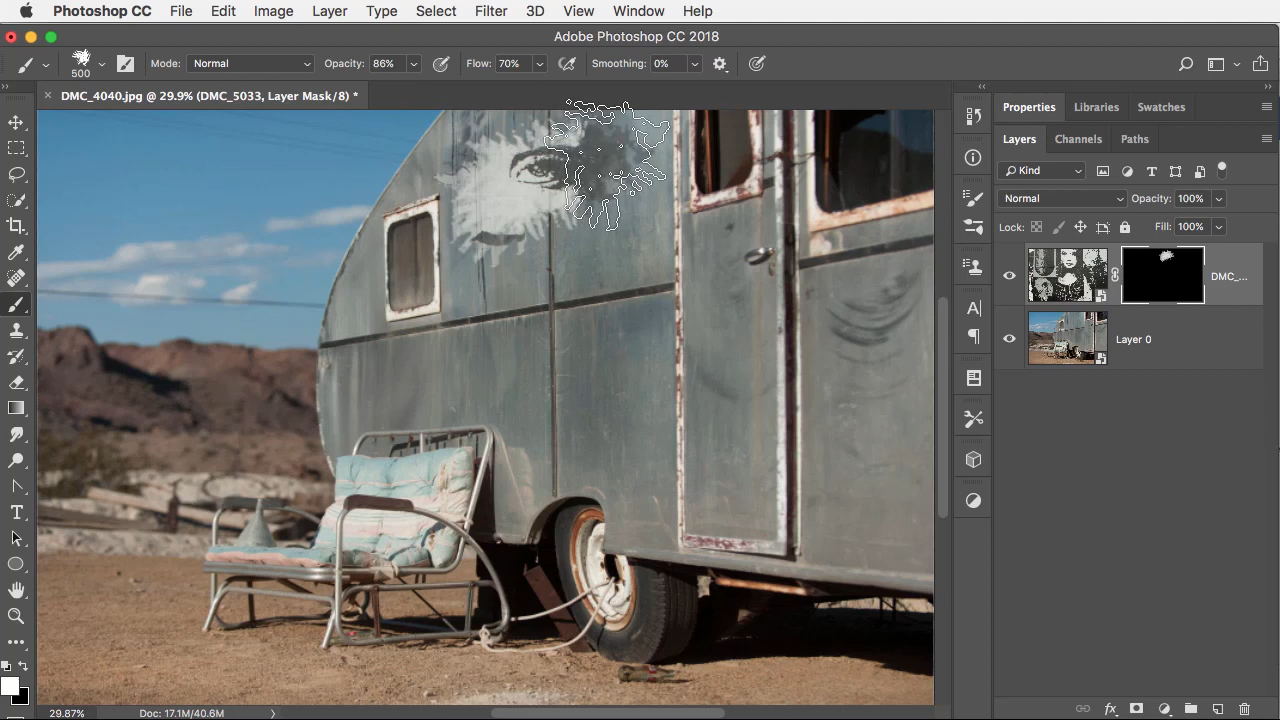 Photoshop CC File Edit Image Layer Type Select Filter 3D View Window Help
Adobe Photoshop CC 2018
500 Mode: Normal Opacity: 86% Flow: 70% Smoothing: 0%
DMC_4040.jpg @ 29.9% (DMC_5033, Layer Mask/8) *
Properties Libraries Swatches
Layers Channels Paths
Kind
Normal Opacity: 100%
Lock: Fill: 100%
DMC_...
Layer 0
29.87% Doc: 17.1M/40.6M